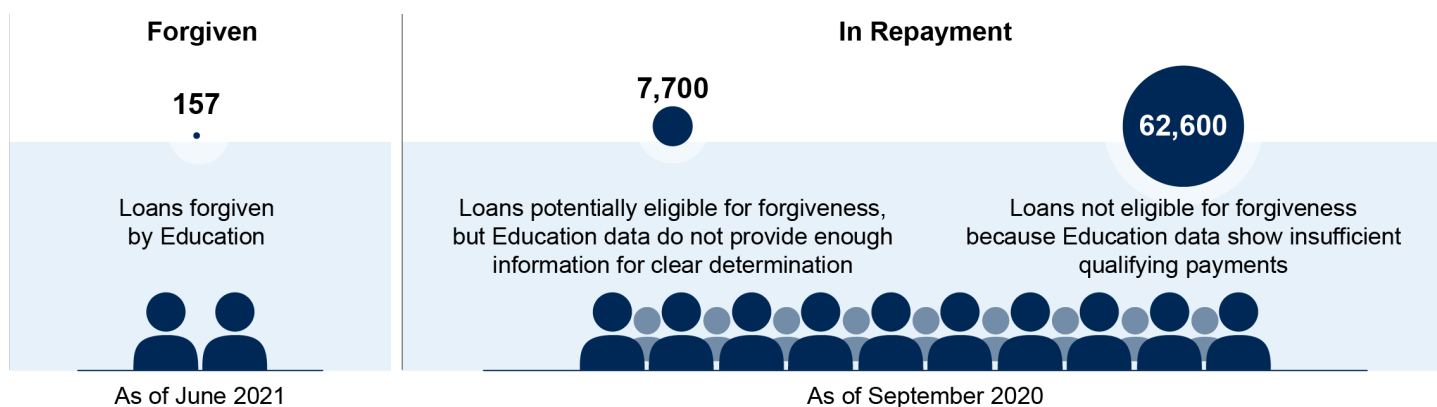 Forgiven
157
Loans forgiven
by Education
As of June 2021
In Repayment
7,700
Loans potentially eligible for forgiveness,
but Education data do not provide enough
information for clear determination
62,600
Loans not eligible for forgiveness
because Education data show insufficient
qualifying payments
As of September 2020